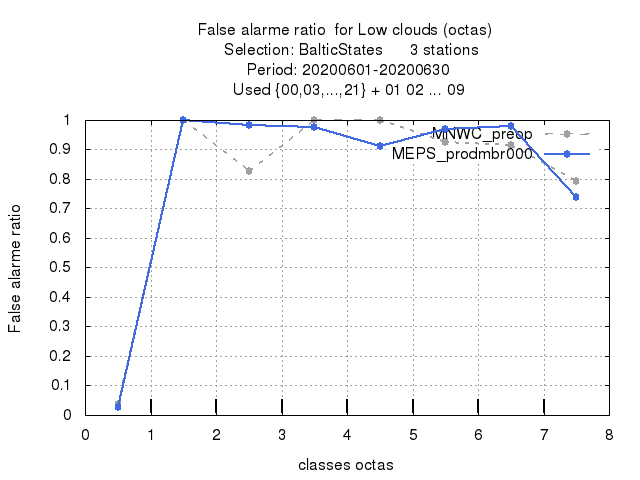 False alarme ratio  for Low clouds (octas)
Selection: BalticStates      3 stations
Period: 20200601-20200630
Used {00,03,...,21} + 01 02 ... 09
MNWC_preop
MEPS_prodmbr000
1
0.9
0.8
0.7
0.6
0.5
0.4
0.3
0.2
0.1
0
False alarme ratio
0 1 2 3 4 5 6 7 8
classes octas